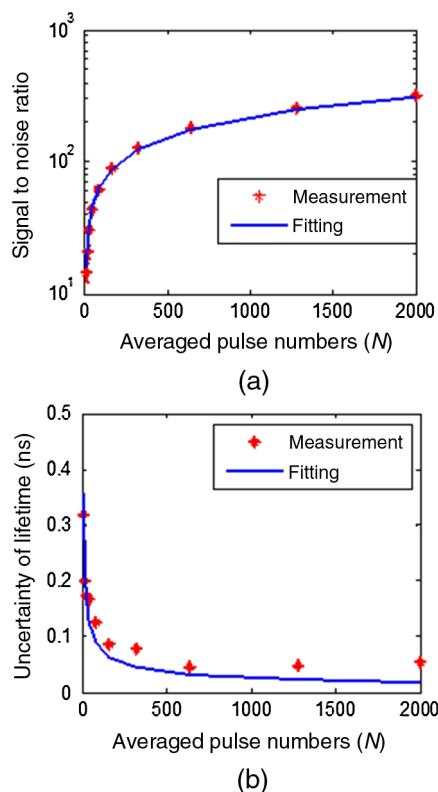 10³
Signal to noise ratio
10²
Measurement
Fitting
10¹
0 500 1000 1500 2000
Averaged pulse numbers (N)
(a)
0.5
Measurement
0.4
Fitting
Uncertainty of lifetime (ns)
0.3
0.2
0.1
0
0 500 1000 1500 2000
Averaged pulse numbers (N)
(b)